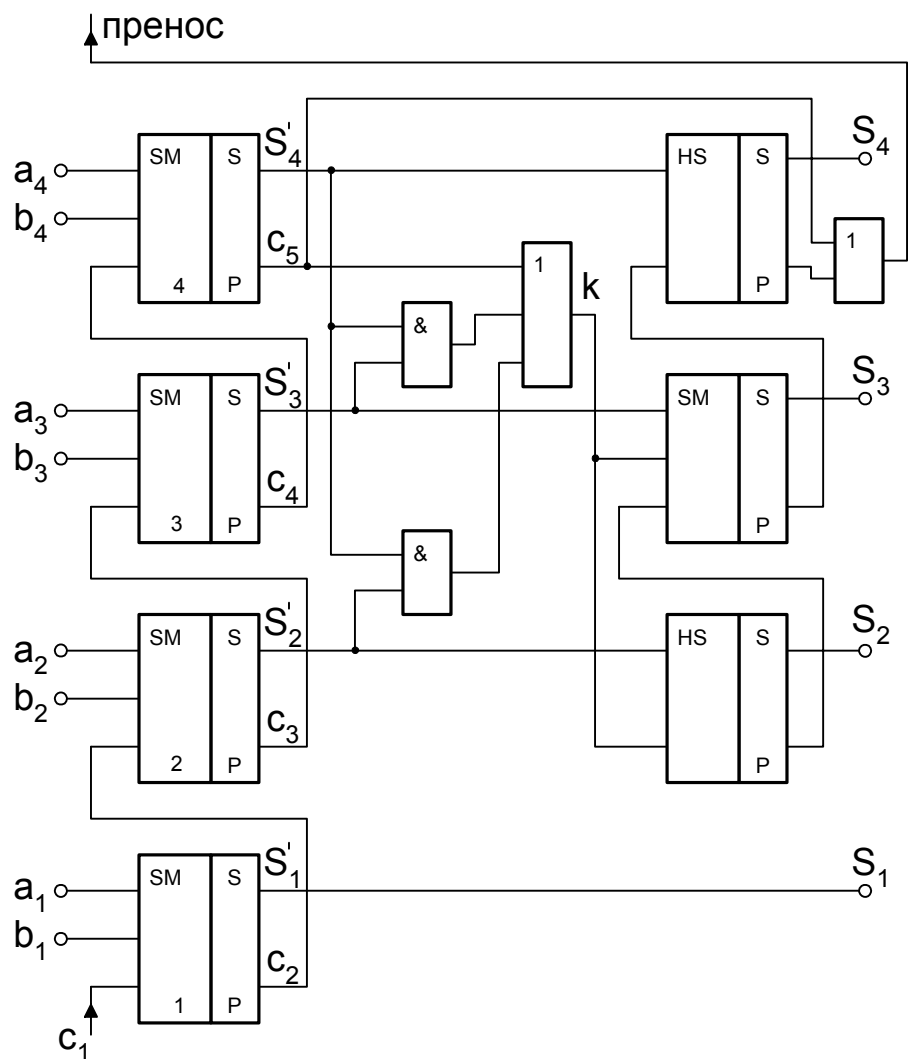 пренос
SM S S'4 HS S S4
a4
b4 c5 1 1
4 P k P
&
SM S S'3 SM S S3
a3
b3 c4
3 P P
&
SM S S'2 HS S S2
a2
b2 c3
2 P P
SM S S'1 S1
a1
b1 c2
1 P
c1